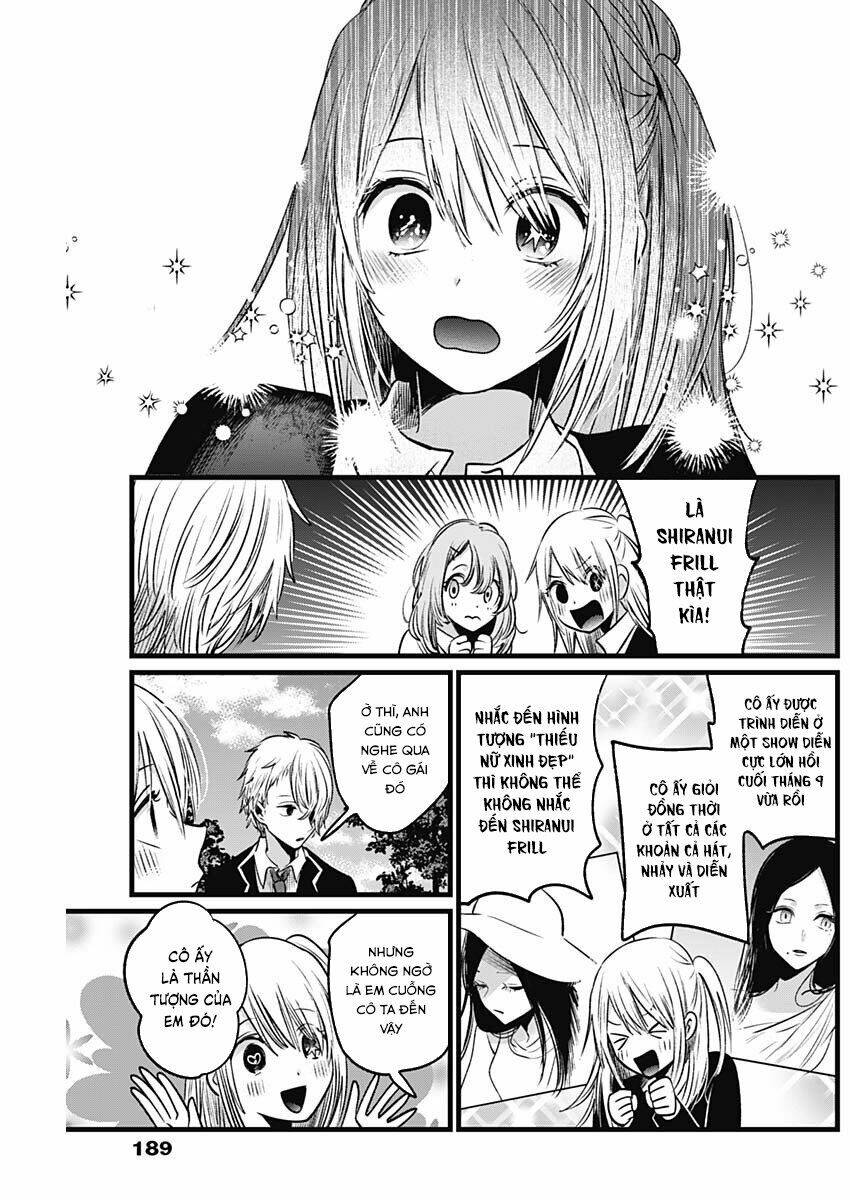 LÀ
SHIRANUI
FRILL
THẬT
KÌA!
CÔ ẤY ĐƯỢC
TRÌNH DIỄN Ở
MỘT SHOW DIỄN
CỰC LỚN HỒI
CUỐI THÁNG 9
VỪA RỒI
CÔ ẤY GIỎI
ĐỒNG THỜI
Ở TẤT CẢ CÁC
KHOẢN CẢ HÁT,
NHẢY VÀ DIỄN
XUẤT
NHẮC ĐẾN HÌNH
TƯỢNG "THIẾU
NỮ XINH ĐẸP"
THÌ KHÔNG THỂ
KHÔNG NHẮC
ĐẾN SHIRANUI
FRILL
Ờ THÌ, ANH
CŨNG CÓ
NGHE QUA
VỀ CÔ GÁI
ĐÓ
NHƯNG
KHÔNG NGỜ
LÀ EM CUỒNG
CÔ TA ĐẾN
VẬY
CÔ ẤY
LÀ THẦN
TƯỢNG CỦA
EM ĐÓ!
189